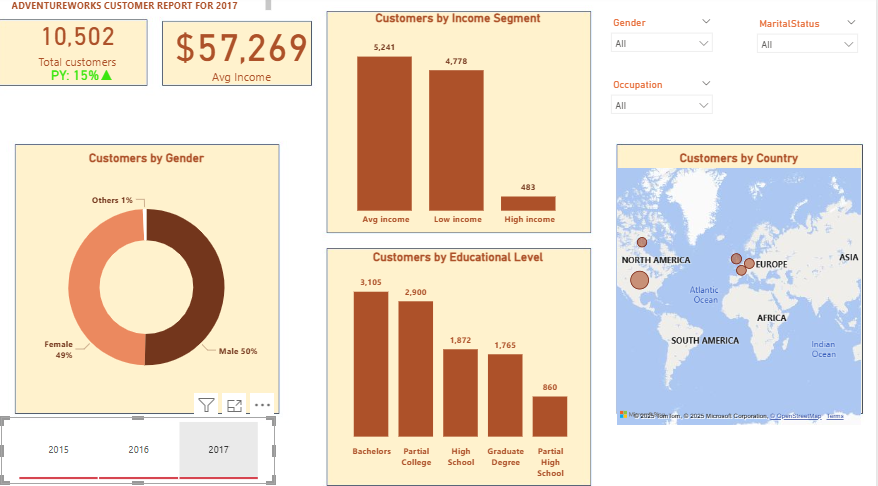 ADVENTUREWORKS CUSTOMER REPORT FOR 2017
10,502
Total customers
PY: 15%▲
$57,269
Avg Income
Customers by Income Segment
5,241
4,778
483
Avg income
Low income
High income
Gender
All
MaritalStatus
All
Occupation
All
Customers by Gender
Others 1%
Female
49%
Male 50%
Customers by Educational Level
3,105
2,900
1,872
1,765
860
Bachelors
Partial
College
High
School
Graduate
Degree
Partial
High
School
Customers by Country
NORTH AMERICA
EUROPE
ASIA
Atlantic
Ocean
AFRICA
SOUTH AMERICA
Indian
Ocean
© 2025 TomTom, © 2025 Microsoft Corporation, © OpenStreetMap Terms
2015
2016
2017